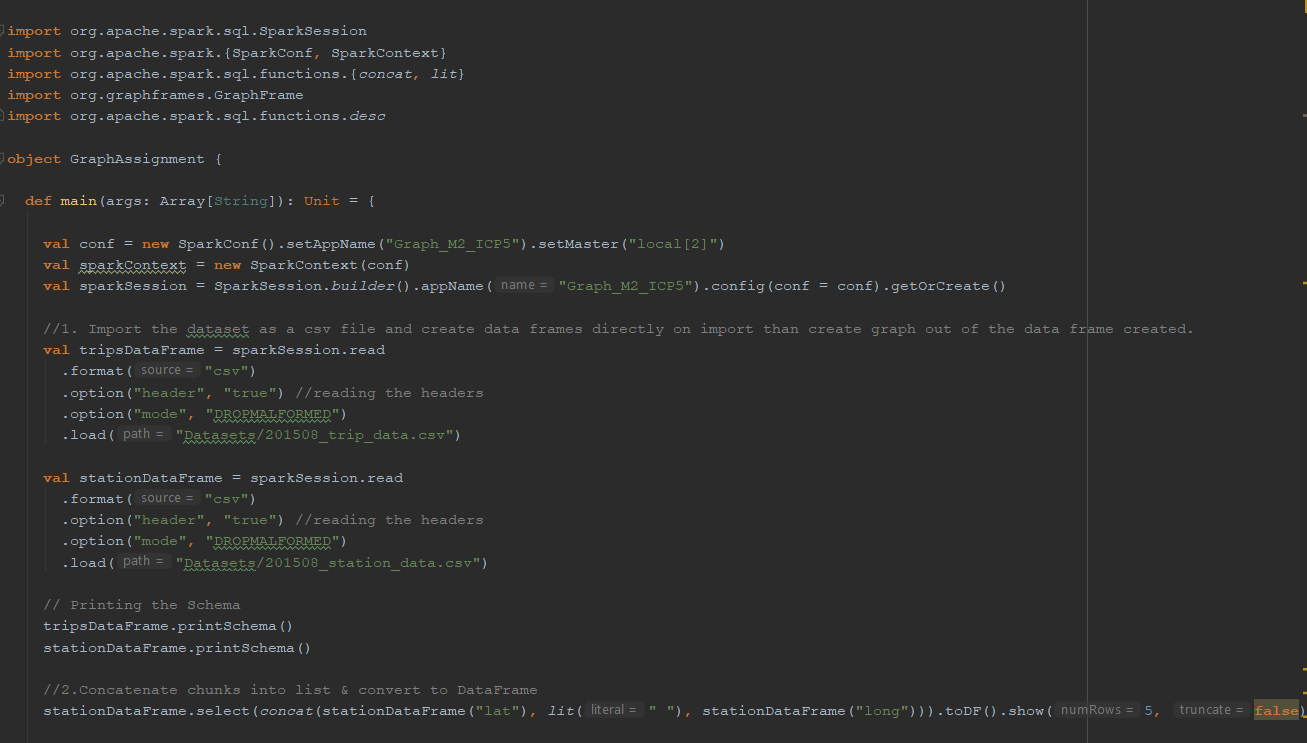 import org.apache.spark.sql.SparkSession
import org.apache.spark.{SparkConf, SparkContext}
import org.apache.spark.sql.functions.{concat, lit}
import org.graphframes.GraphFrame
import org.apache.spark.sql.functions.desc
object GraphAssignment {
def main(args: Array[String]): Unit = {
val conf = new SparkConf().setAppName("Graph_M2_ICP5").setMaster("local[2]")
val sparkContext = new SparkContext(conf)
val sparkSession = SparkSession.builder().appName( name = "Graph_M2_ICP5").config(conf = conf).getOrCreate()
//1. Import the dataset as a csv file and create data frames directly on import than create graph out of the data frame created.
val tripsDataFrame = sparkSession.read
.format( source = "csv")
.option("header", "true") //reading the headers
.option("mode", "DROPMALFORMED")
.load( path = "Datasets/201508_trip_data.csv")
val stationDataFrame = sparkSession.read
.format( source = "csv")
.option("header", "true") //reading the headers
.option("mode", "DROPMALFORMED")
.load( path = "Datasets/201508_station_data.csv")
// Printing the Schema
tripsDataFrame.printSchema()
stationDataFrame.printSchema()
//2.Concatenate chunks into list & convert to DataFrame
stationDataFrame.select(concat(stationDataFrame("lat"), lit( literal = " "), stationDataFrame("long"))).toDF().show( numRows = 5, truncate = false)